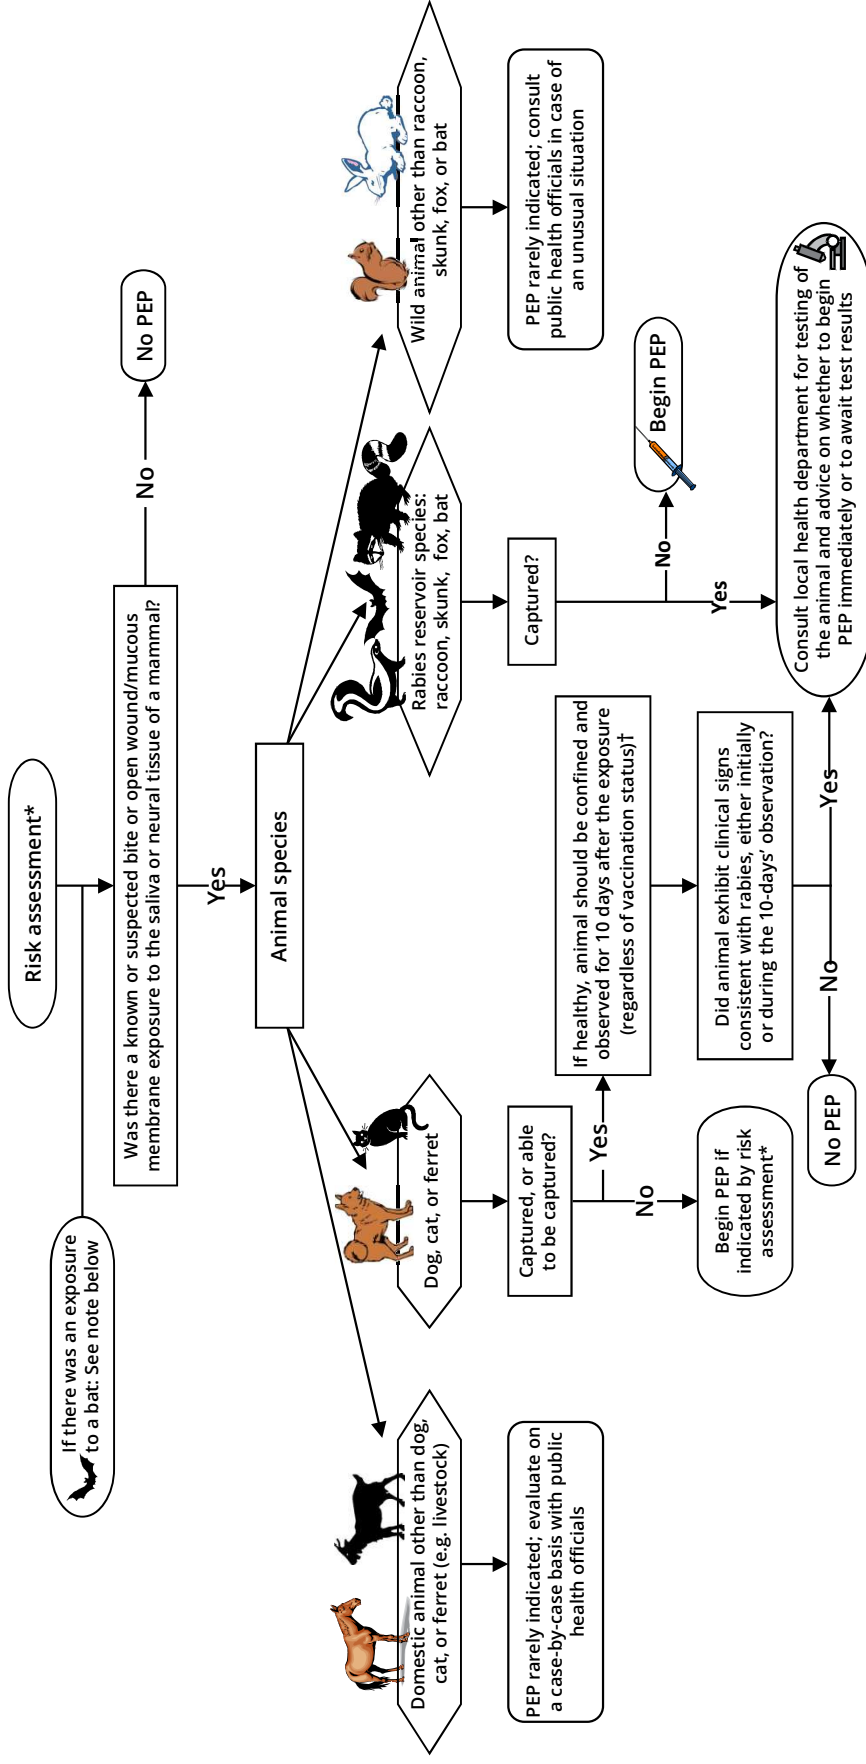 Risk assessment*
If there was an exposure
to a bat: See note below
Was there a known or suspected bite or open wound/mucous
membrane exposure to the saliva or neural tissue of a mammal?
No
No PEP
Yes
Animal species
Domestic animal other than dog,
cat, or ferret (e.g. livestock)
PEP rarely indicated; evaluate on
a case-by-case basis with public
health officials
Dog, cat, or ferret
Captured, or able
to be captured?
Yes
No
Begin PEP if
indicated by risk
assessment*
If healthy, animal should be confined and
observed for 10 days after the exposure
(regardless of vaccination status)†
Did animal exhibit clinical signs
consistent with rabies, either initially
or during the 10-days’ observation?
No
No PEP
Yes
Rabies reservoir species:
raccoon, skunk, fox, bat
Captured?
No
Begin PEP
Yes
Consult local health department for testing of
the animal and advice on whether to begin
PEP immediately or to await test results
Wild animal other than raccoon,
skunk, fox, or bat
PEP rarely indicated; consult
public health officials in case of
an unusual situation